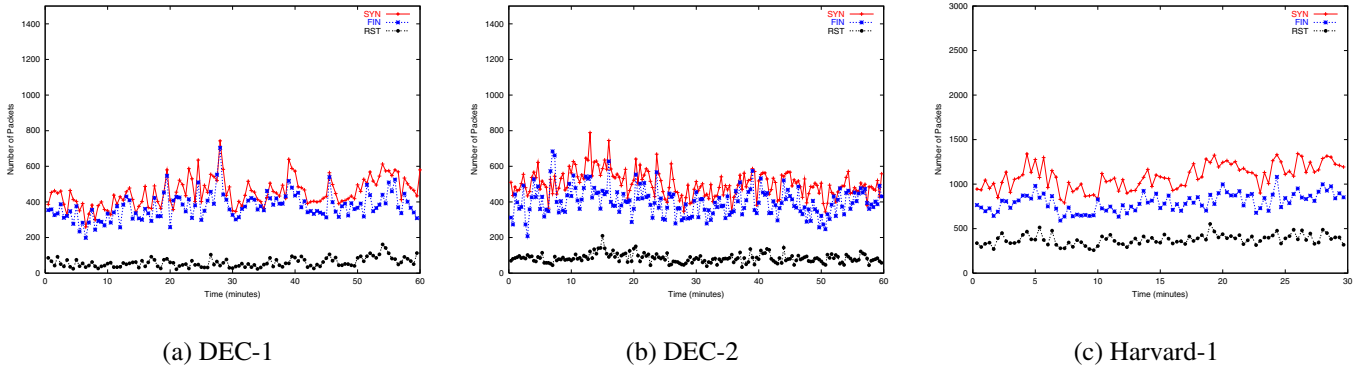 1500
1400
1200
1000
800
600
400
200
0
Number of Packets
SYN
FIN
RST
0 10 20 30 40 50 60
Time (minutes)
(a) DEC-1
1400
1200
1000
800
600
400
200
0
Number of Packets
SYN
FIN
RST
0 10 20 30 40 50 60
Time (minutes)
(b) DEC-2
3000
2500
2000
1500
1000
500
0
Number of Packets
SYN
FIN
RST
0 5 10 15 20 25 30
Time (minutes)
(c) Harvard-1